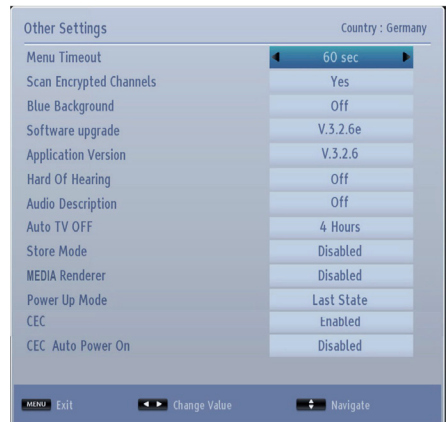 Other Settings Country : Germany
Menu Timeout 60 sec
Scan Encrypted Channels Yes
Blue Background Off
Software upgrade V.3.2.6e
Application Version V.3.2.6
Hard Of Hearing Off
Audio Description Off
Auto TV OFF 4 Hours
Store Mode Disabled
MEDIA Renderer Disabled
Power Up Mode Last State
CEC Enabled
CEC Auto Power On Disabled
MENU Exit Change Value Navigate